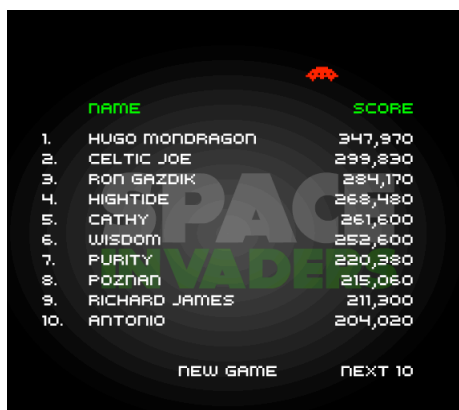 NAME SCORE
1. HUGO MONDRAGON 347,970
2. CELTIC JOE 299,830
3. RON GAZDIK 284,170
4. HIGHTIDE 268,480
5. CATHY 261,600
6. WISDOM 252,600
7. PURITY 220,380
8. POZNAN 215,060
9. RICHARD JAMES 211,300
10. ANTONIO 204,020
SPACE
INVADERS
NEW GAME NEXT 10